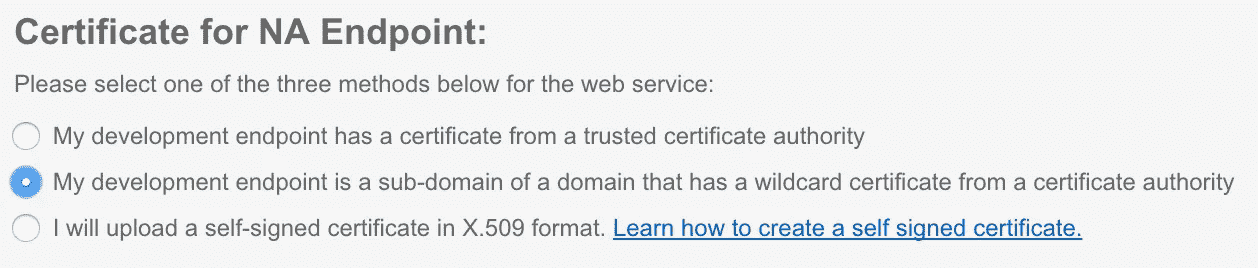 Certificate for NA Endpoint:
Please select one of the three methods below for the web service:
My development endpoint has a certificate from a trusted certificate authority
My development endpoint is a sub-domain of a domain that has a wildcard certificate from a certificate authority
I will upload a self-signed certificate in X.509 format. Learn how to create a self signed certificate.